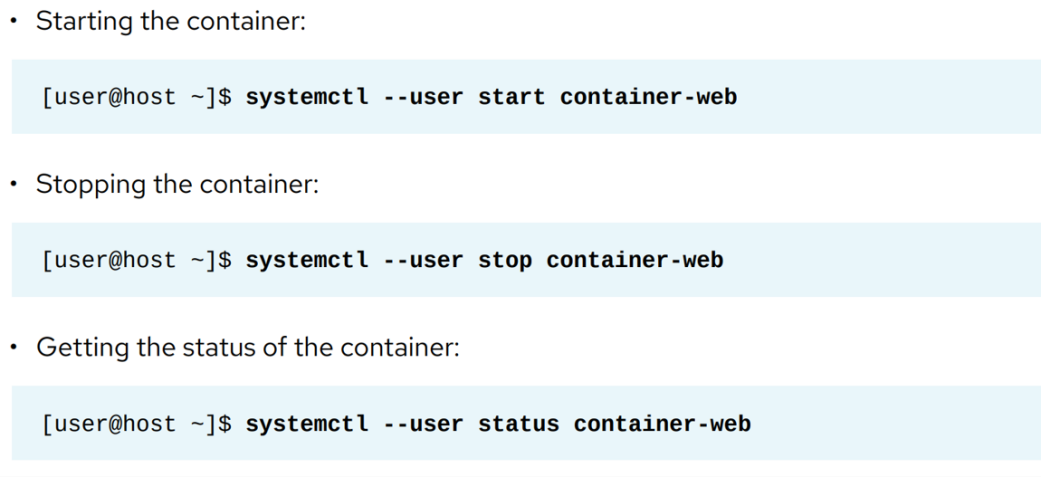 • Starting the container:
[user@host ~]$ systemctl --user start container-web
• Stopping the container:
[user@host ~]$ systemctl --user stop container-web
• Getting the status of the container:
[user@host ~]$ systemctl --user status container-web